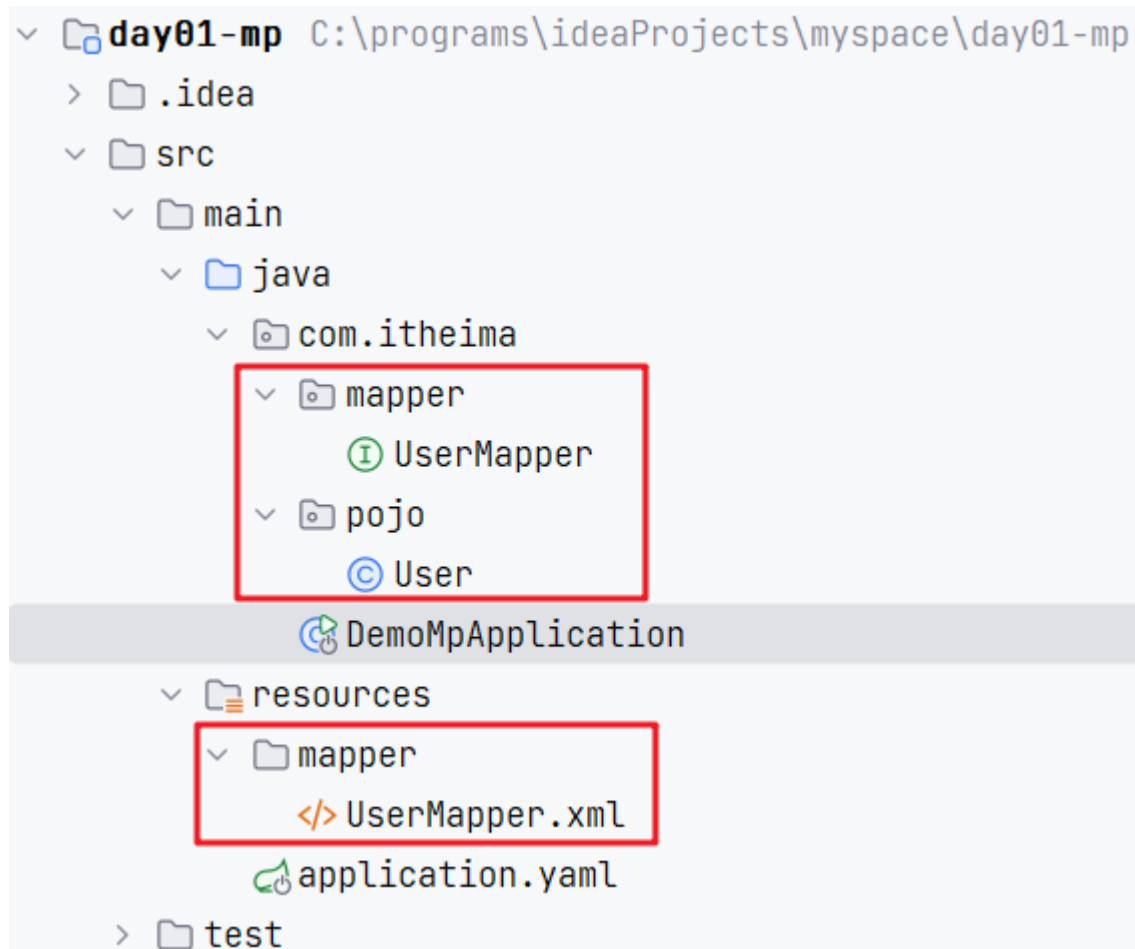 day01-mp C:\programs\ideaProjects\myspace\day01-mp
.idea
src
main
java
com.itheima
mapper
UserMapper
pojo
User
DemoMpApplication
resources
mapper
UserMapper.xml
application.yaml
test